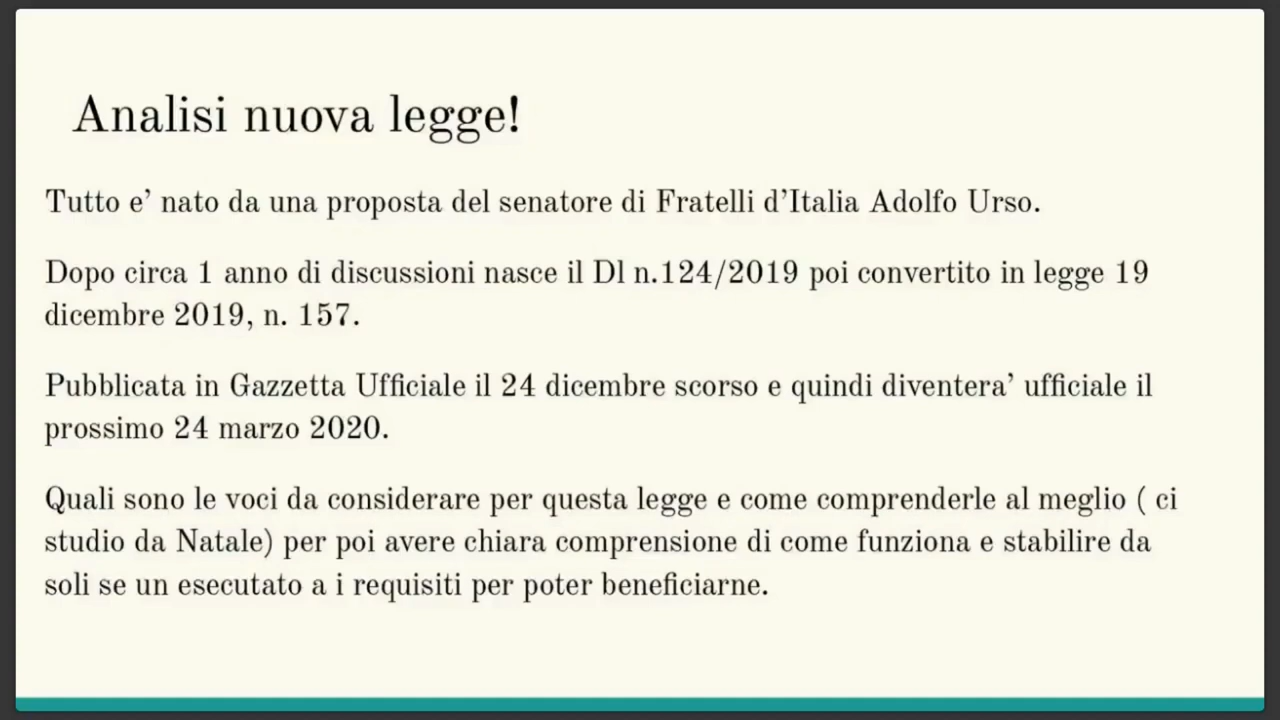 Analisi nuova legge!
Tutto e’ nato da una proposta del senatore di Fratelli d’Italia Adolfo Urso.
Dopo circa 1 anno di discussioni nasce il Dl n.124/2019 poi convertito in legge 19
dicembre 2019, n. 157.
Pubblicata in Gazzetta Ufficiale il 24 dicembre scorso e quindi diventera’ ufficiale il
prossimo 24 marzo 2020.
Quali sono le voci da considerare per questa legge e come comprenderle al meglio ( ci
studio da Natale) per poi avere chiara comprensione di come funziona e stabilire da
soli se un esecutato a i requisiti per poter beneficiarne.